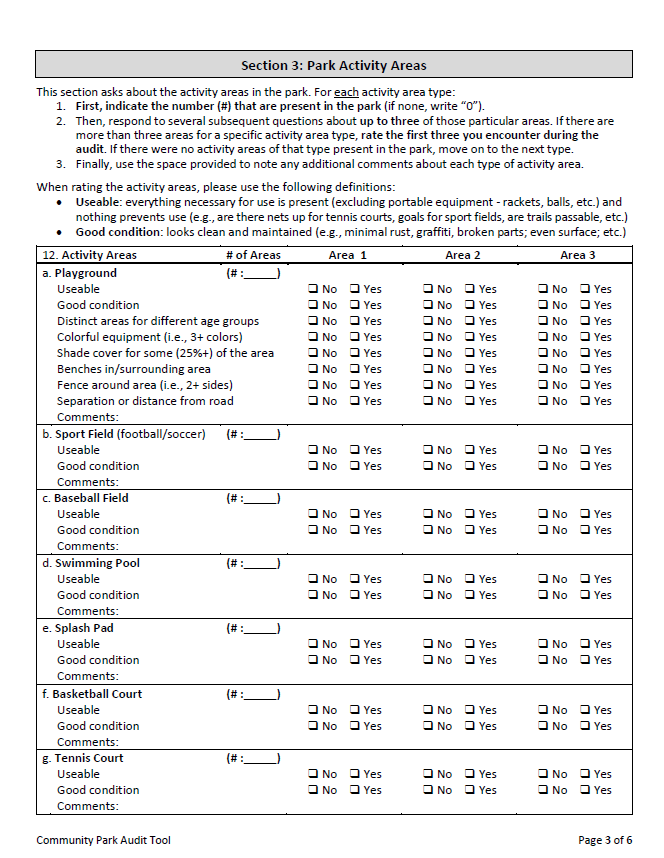 Section 3: Park Activity Areas
This section asks about the activity areas in the park. For each activity area type:
1. First, indicate the number (#) that are present in the park (if none, write “0”).
2. Then, respond to several subsequent questions about up to three of those particular areas. If there are
more than three areas for a specific activity area type, rate the first three you encounter during the
audit. If there were no activity areas of that type present in the park, move on to the next type.
3. Finally, use the space provided to note any additional comments about each type of activity area.
When rating the activity areas, please use the following definitions:
• Useable: everything necessary for use is present (excluding portable equipment - rackets, balls, etc.) and
nothing prevents use (e.g., are there nets up for tennis courts, goals for sport fields, are trails passable, etc.)
• Good condition: looks clean and maintained (e.g., minimal rust, graffiti, broken parts; even surface; etc.)
12. Activity Areas # of Areas Area 1 Area 2 Area 3
a. Playground (# :_____)
Useable ❑ No ❑ Yes ❑ No ❑ Yes ❑ No ❑ Yes
Good condition ❑ No ❑ Yes ❑ No ❑ Yes ❑ No ❑ Yes
Distinct areas for different age groups ❑ No ❑ Yes ❑ No ❑ Yes ❑ No ❑ Yes
Colorful equipment (i.e., 3+ colors) ❑ No ❑ Yes ❑ No ❑ Yes ❑ No ❑ Yes
Shade cover for some (25%+) of the area ❑ No ❑ Yes ❑ No ❑ Yes ❑ No ❑ Yes
Benches in/surrounding area ❑ No ❑ Yes ❑ No ❑ Yes ❑ No ❑ Yes
Fence around area (i.e., 2+ sides) ❑ No ❑ Yes ❑ No ❑ Yes ❑ No ❑ Yes
Separation or distance from road ❑ No ❑ Yes ❑ No ❑ Yes ❑ No ❑ Yes
Comments:
b. Sport Field (football/soccer) (# :_____)
Useable ❑ No ❑ Yes ❑ No ❑ Yes ❑ No ❑ Yes
Good condition ❑ No ❑ Yes ❑ No ❑ Yes ❑ No ❑ Yes
Comments:
c. Baseball Field (# :_____)
Useable ❑ No ❑ Yes ❑ No ❑ Yes ❑ No ❑ Yes
Good condition ❑ No ❑ Yes ❑ No ❑ Yes ❑ No ❑ Yes
Comments:
d. Swimming Pool (# :_____)
Useable ❑ No ❑ Yes ❑ No ❑ Yes ❑ No ❑ Yes
Good condition ❑ No ❑ Yes ❑ No ❑ Yes ❑ No ❑ Yes
Comments:
e. Splash Pad (# :_____)
Useable ❑ No ❑ Yes ❑ No ❑ Yes ❑ No ❑ Yes
Good condition ❑ No ❑ Yes ❑ No ❑ Yes ❑ No ❑ Yes
Comments:
f. Basketball Court (# :_____)
Useable ❑ No ❑ Yes ❑ No ❑ Yes ❑ No ❑ Yes
Good condition ❑ No ❑ Yes ❑ No ❑ Yes ❑ No ❑ Yes
Comments:
g. Tennis Court (# :_____)
Useable ❑ No ❑ Yes ❑ No ❑ Yes ❑ No ❑ Yes
Good condition ❑ No ❑ Yes ❑ No ❑ Yes ❑ No ❑ Yes
Comments:
Community Park Audit Tool Page 3 of 6